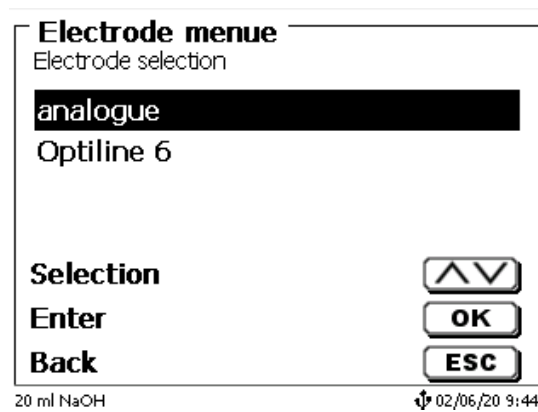 Electrode menue
Electrode selection
analogue
Optiline 6
Selection
Enter OK
Back ESC
20 ml NaOH 02/06/20 9:44